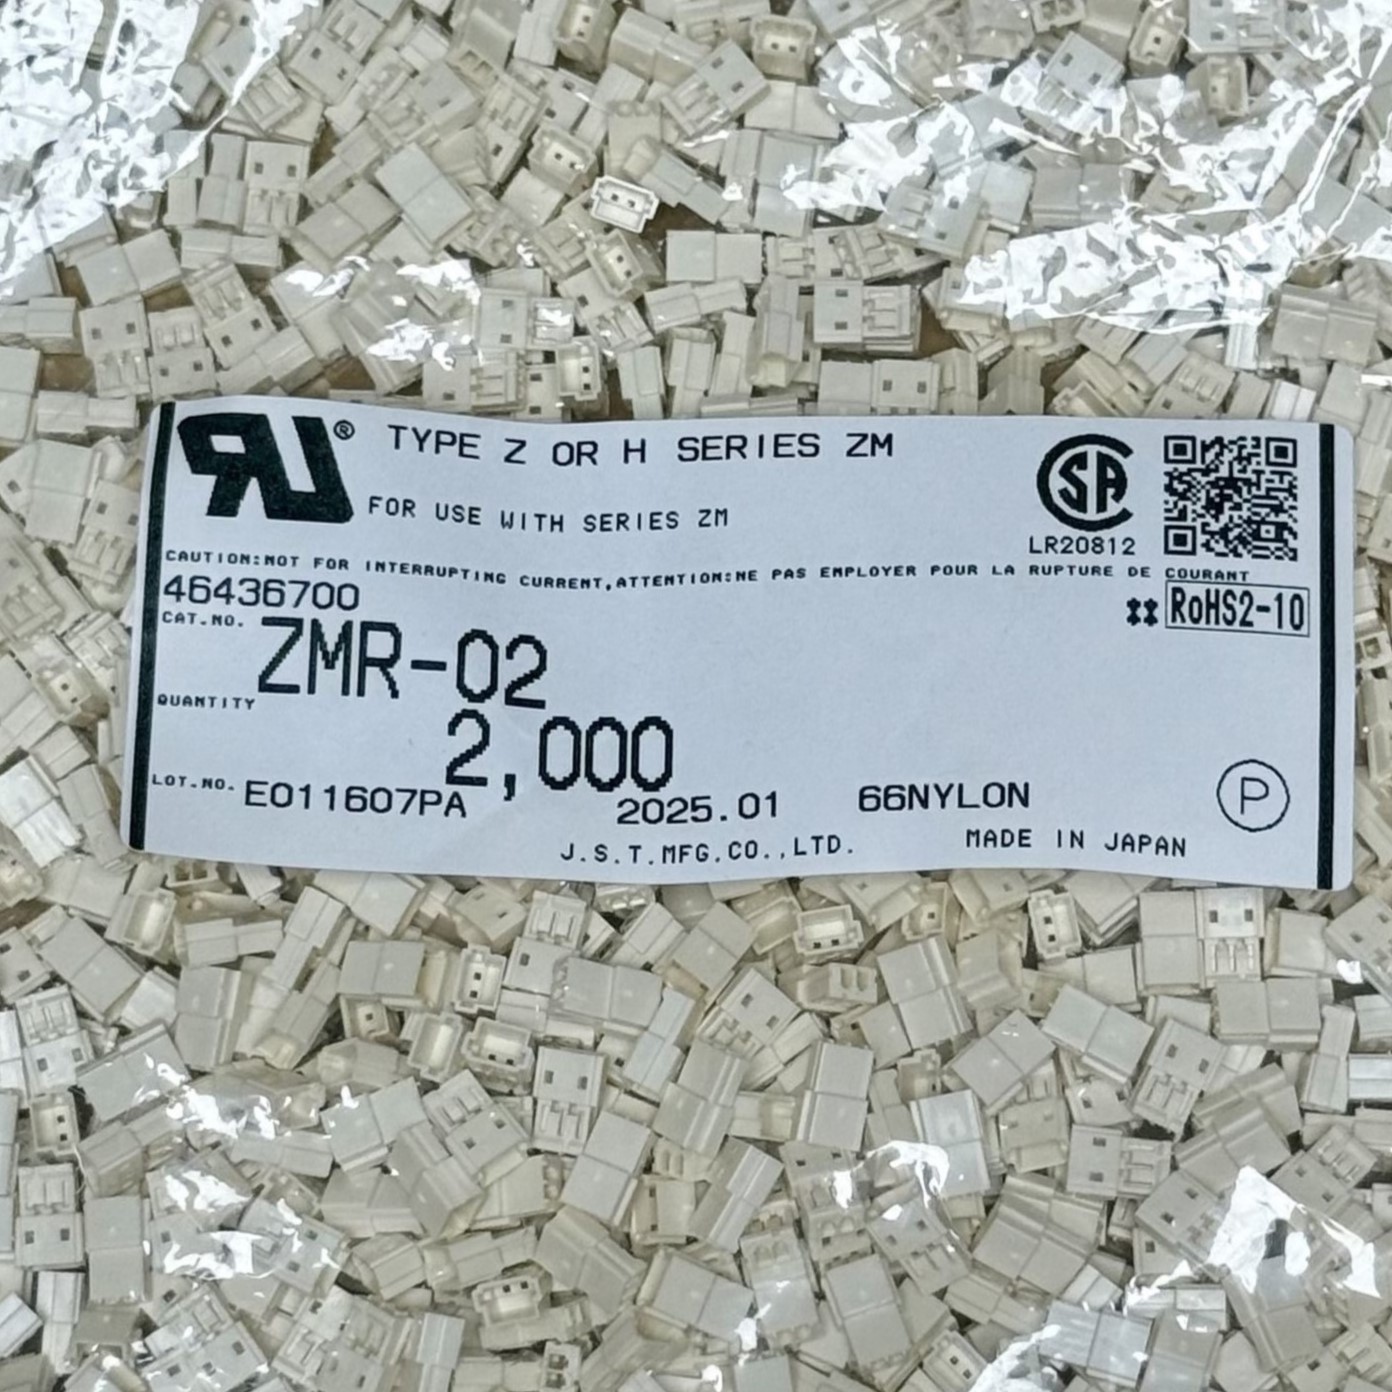 RU® TYPE Z OR H SERIES ZM
FOR USE WITH SERIES ZM
SA
LR20812
CAUTION:NOT FOR INTERRUPTING CURRENT,ATTENTION:NE PAS EMPLOYER POUR LA RUPTURE DE COURANT
46436700
‡‡ RoHS2-10
CAT.NO. ZMR-02
QUANTITY 2,000
LOT.NO. E011607PA 2025.01 66NYLON P
J.S.T.MFG.CO.,LTD. MADE IN JAPAN